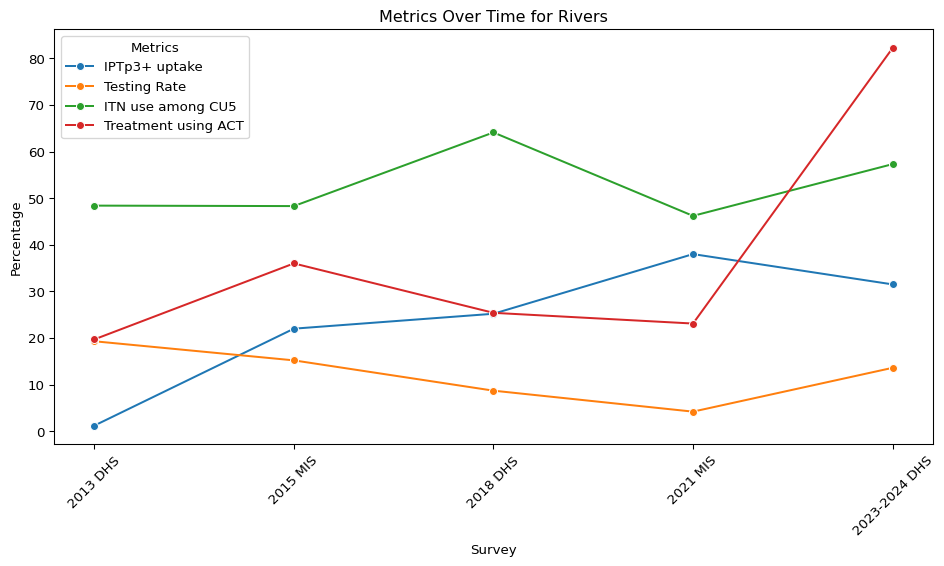 Metrics Over Time for Rivers
Metrics
IPTp3+ uptake
Testing Rate
ITN use among CU5
Treatment using ACT
Percentage
80
70
60
50
40
30
20
10
0
2013 DHS
2015 MIS
2018 DHS
2021 MIS
2023-2024 DHS
Survey